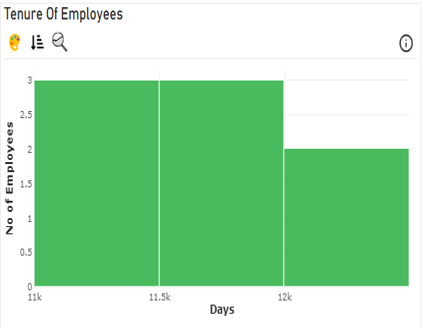 Tenure Of Employees
3
2.5
2
1.5
1
0.5
0
No of Employees
11k 11.5k 12k
Days